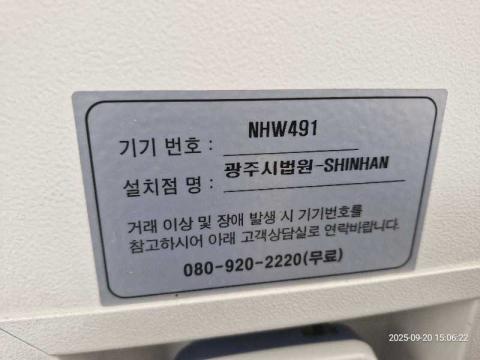 기기 번호 : NHW491
설치점 명 : 광주시법원-SHINHAN
거래 이상 및 장애 발생 시 기기번호를
참고하시어 아래 고객상담실로 연락바랍니다.
080-920-2220(무료)
2025-09-20 15:06:22